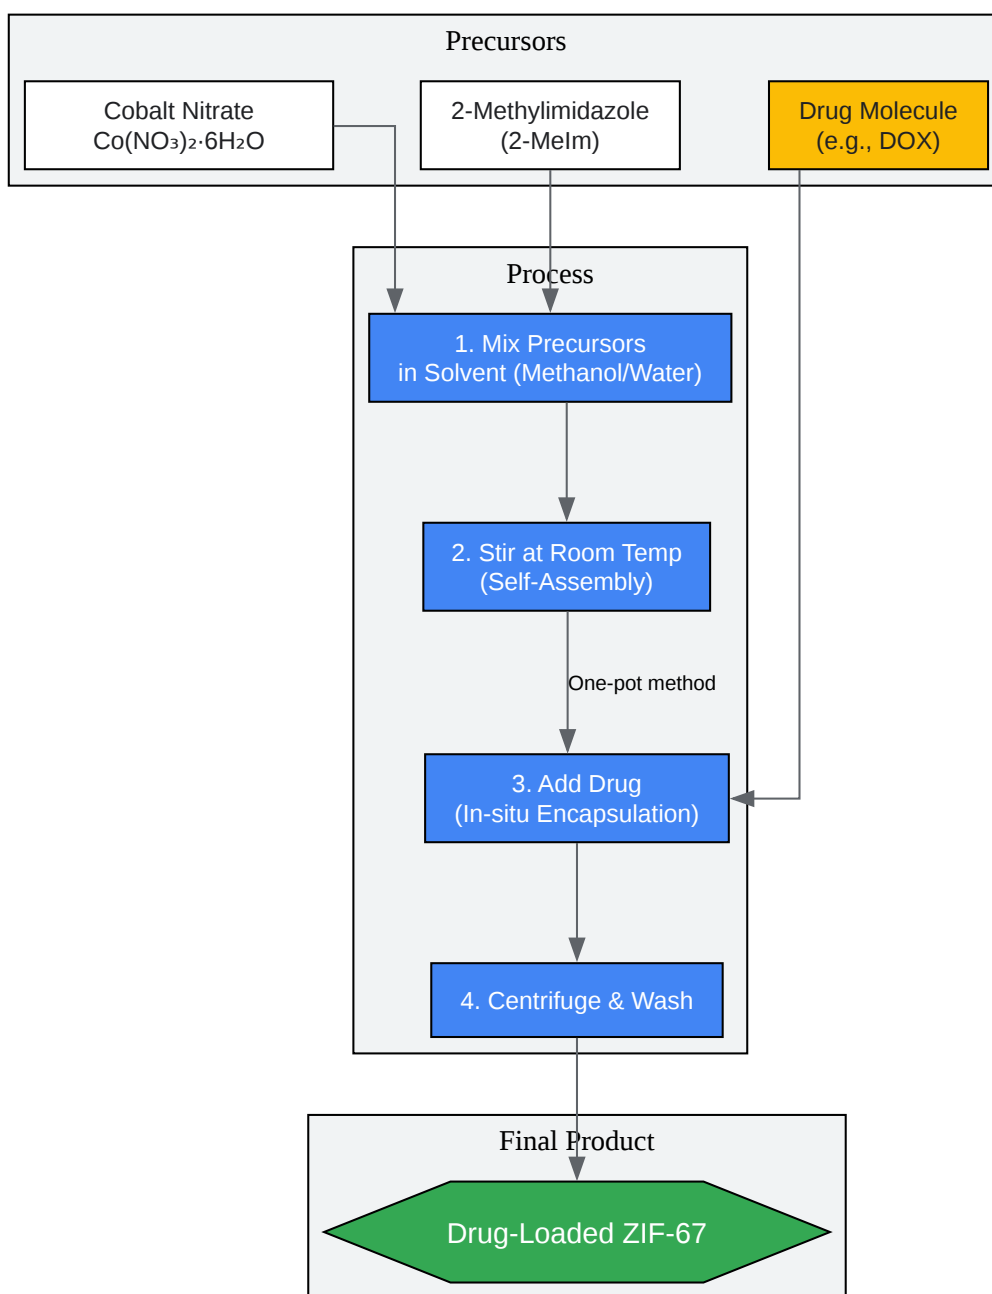 Precursors
Cobalt Nitrate
Co(NO₃)₂·6H₂O
2-Methylimidazole
(2-MeIm)
Drug Molecule
(e.g., DOX)
Process
1. Mix Precursors
in Solvent (Methanol/Water)
2. Stir at Room Temp
(Self-Assembly)
One-pot method
3. Add Drug
(In-situ Encapsulation)
4. Centrifuge & Wash
Final Product
Drug-Loaded ZIF-67